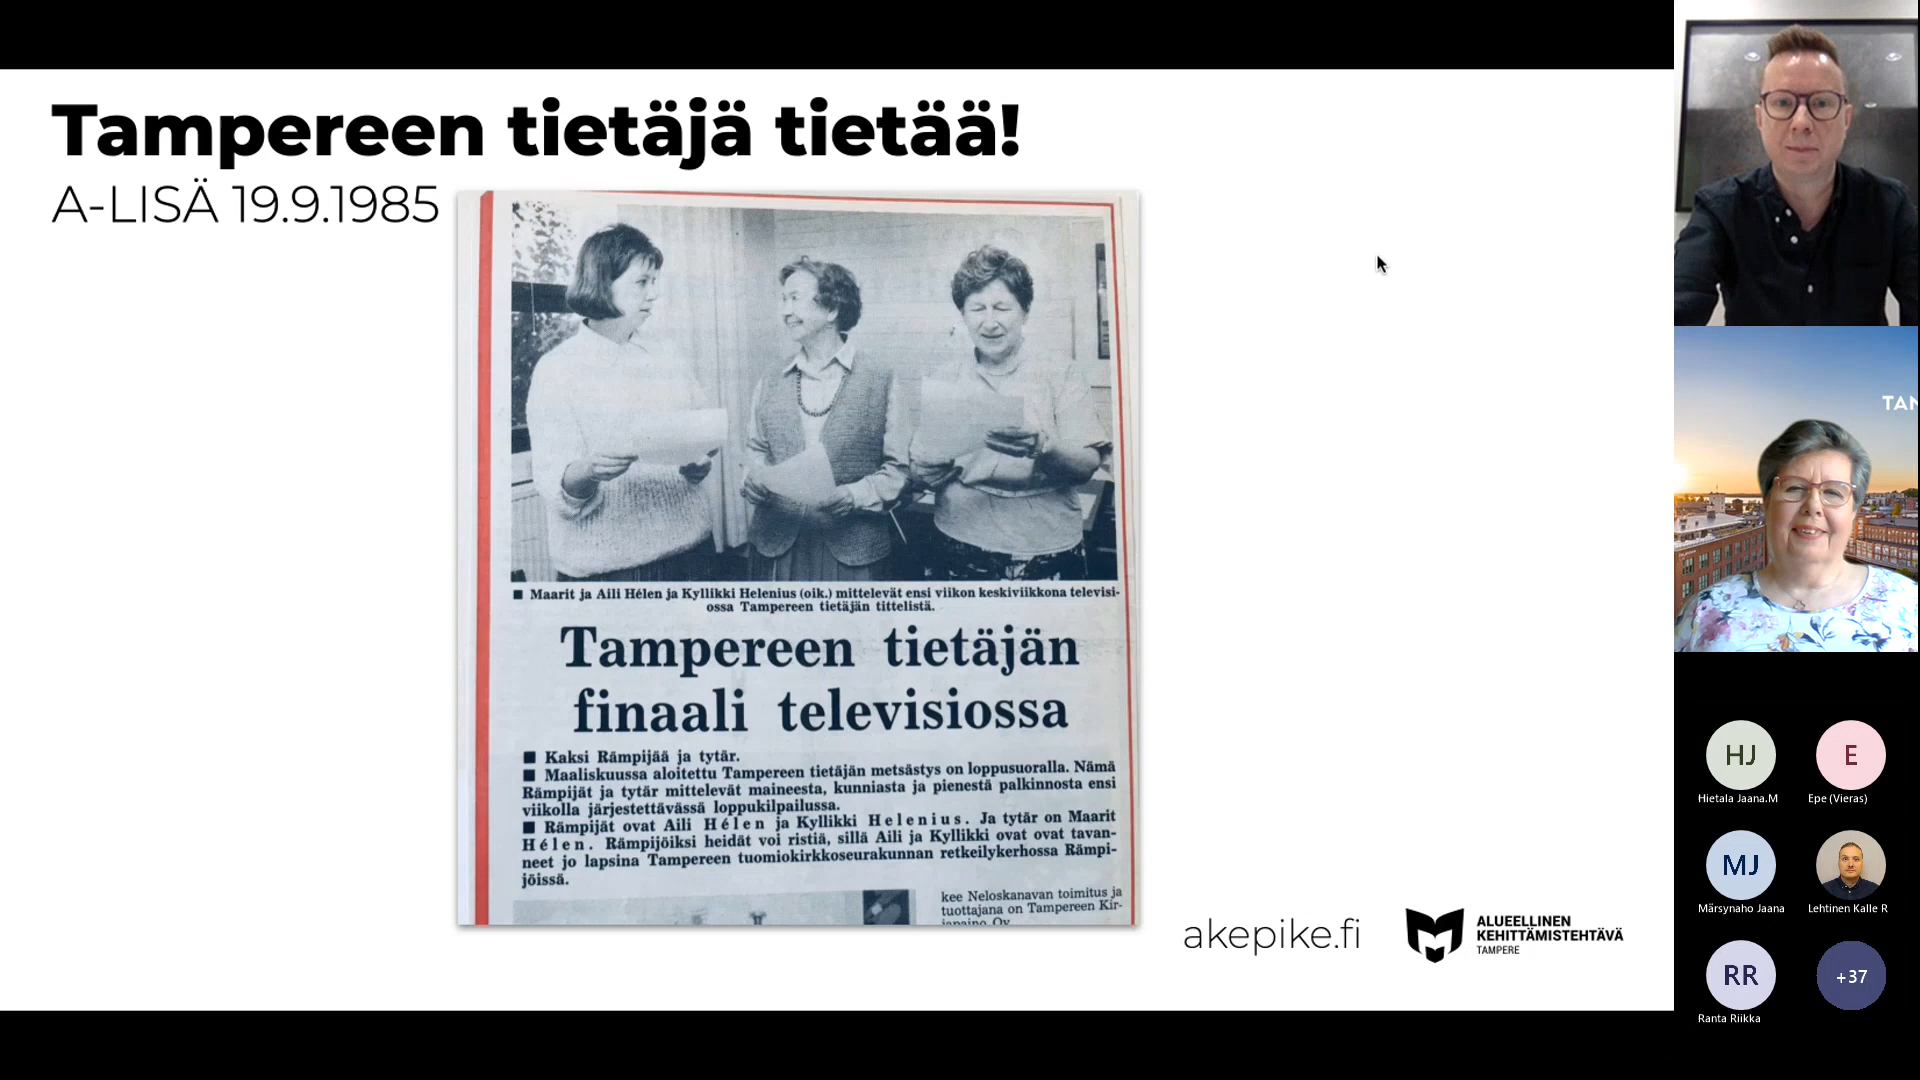 Tampereen tietäjä tietää!
A-LISÄ 19.9.1985
■ Maarit ja Aili Hélen ja Kyllikki Helenius (oik.) mittelevät ensi viikon keskiviikkona televisi-
ossa Tampereen tietäjän tittelistä.
Tampereen tietäjän
finaali televisiossa
■ Kaksi Rämpijää ja tytär.
■ Maaliskuussa aloitettu Tampereen tietäjän metsästys on loppusuoralla. Nämä
Rämpijät ja tytär mittelevät maineesta, kunniasta ja pienestä palkinnosta ensi
viikolla järjestettävässä loppukilpailussa.
■ Rämpijät ovat Aili Hélen ja Kyllikki Helenius. Ja tytär on Maarit
Hélen. Rämpijöiksi heidät voi ristiä, sillä Aili ja Kyllikki ovat ovat tavan-
neet jo lapsina Tampereen tuomiokirkkoseurakunnan retkeilykerhossa Rämpi-
jöissä.
kee Neloskanavan toimitus ja
tuottajana on Tampereen Kir-
japaino Oy
akepike.fi
ALUEELLINEN
KEHITTÄMISTEHTÄVÄ
TAMPERE
TAM
HJ
Hietala Jaana.M
E
Epe (Vieras)
MJ
Märsynaho Jaana
Lehtinen Kalle R
RR
Ranta Riikka
+37